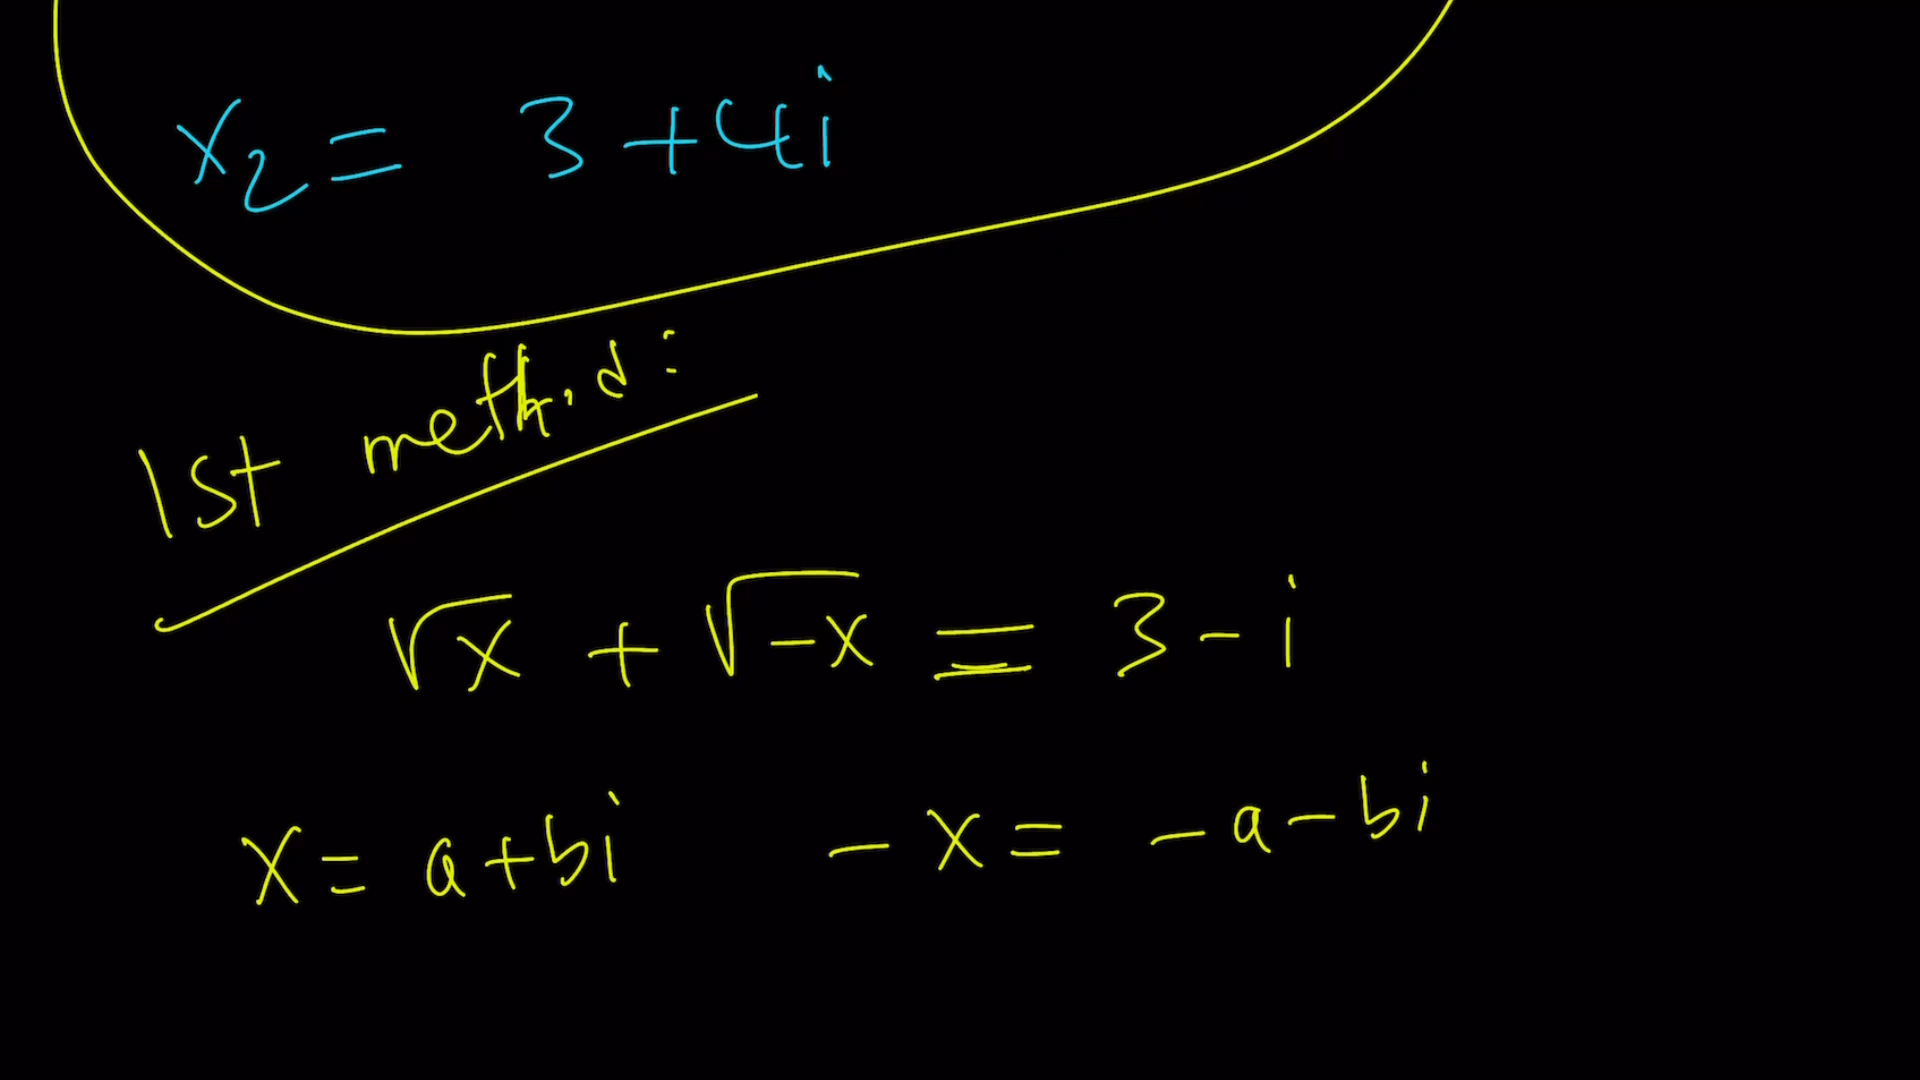 x₂ = 3+4i
1st method:
√x + √-x = 3-i
x = a+bi    -x = -a-bi